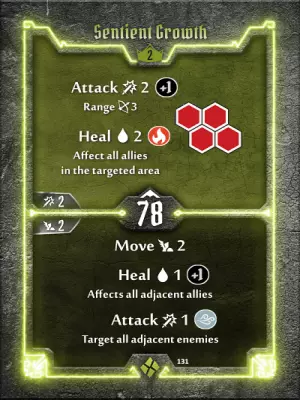 Sentient Growth
2
Attack 2 +1
Range 3
Heal 2
Affect all allies
in the targeted area
2
78
2
Move 2
Heal 1 +1
Affects all adjacent allies
Attack 1
Target all adjacent enemies
131